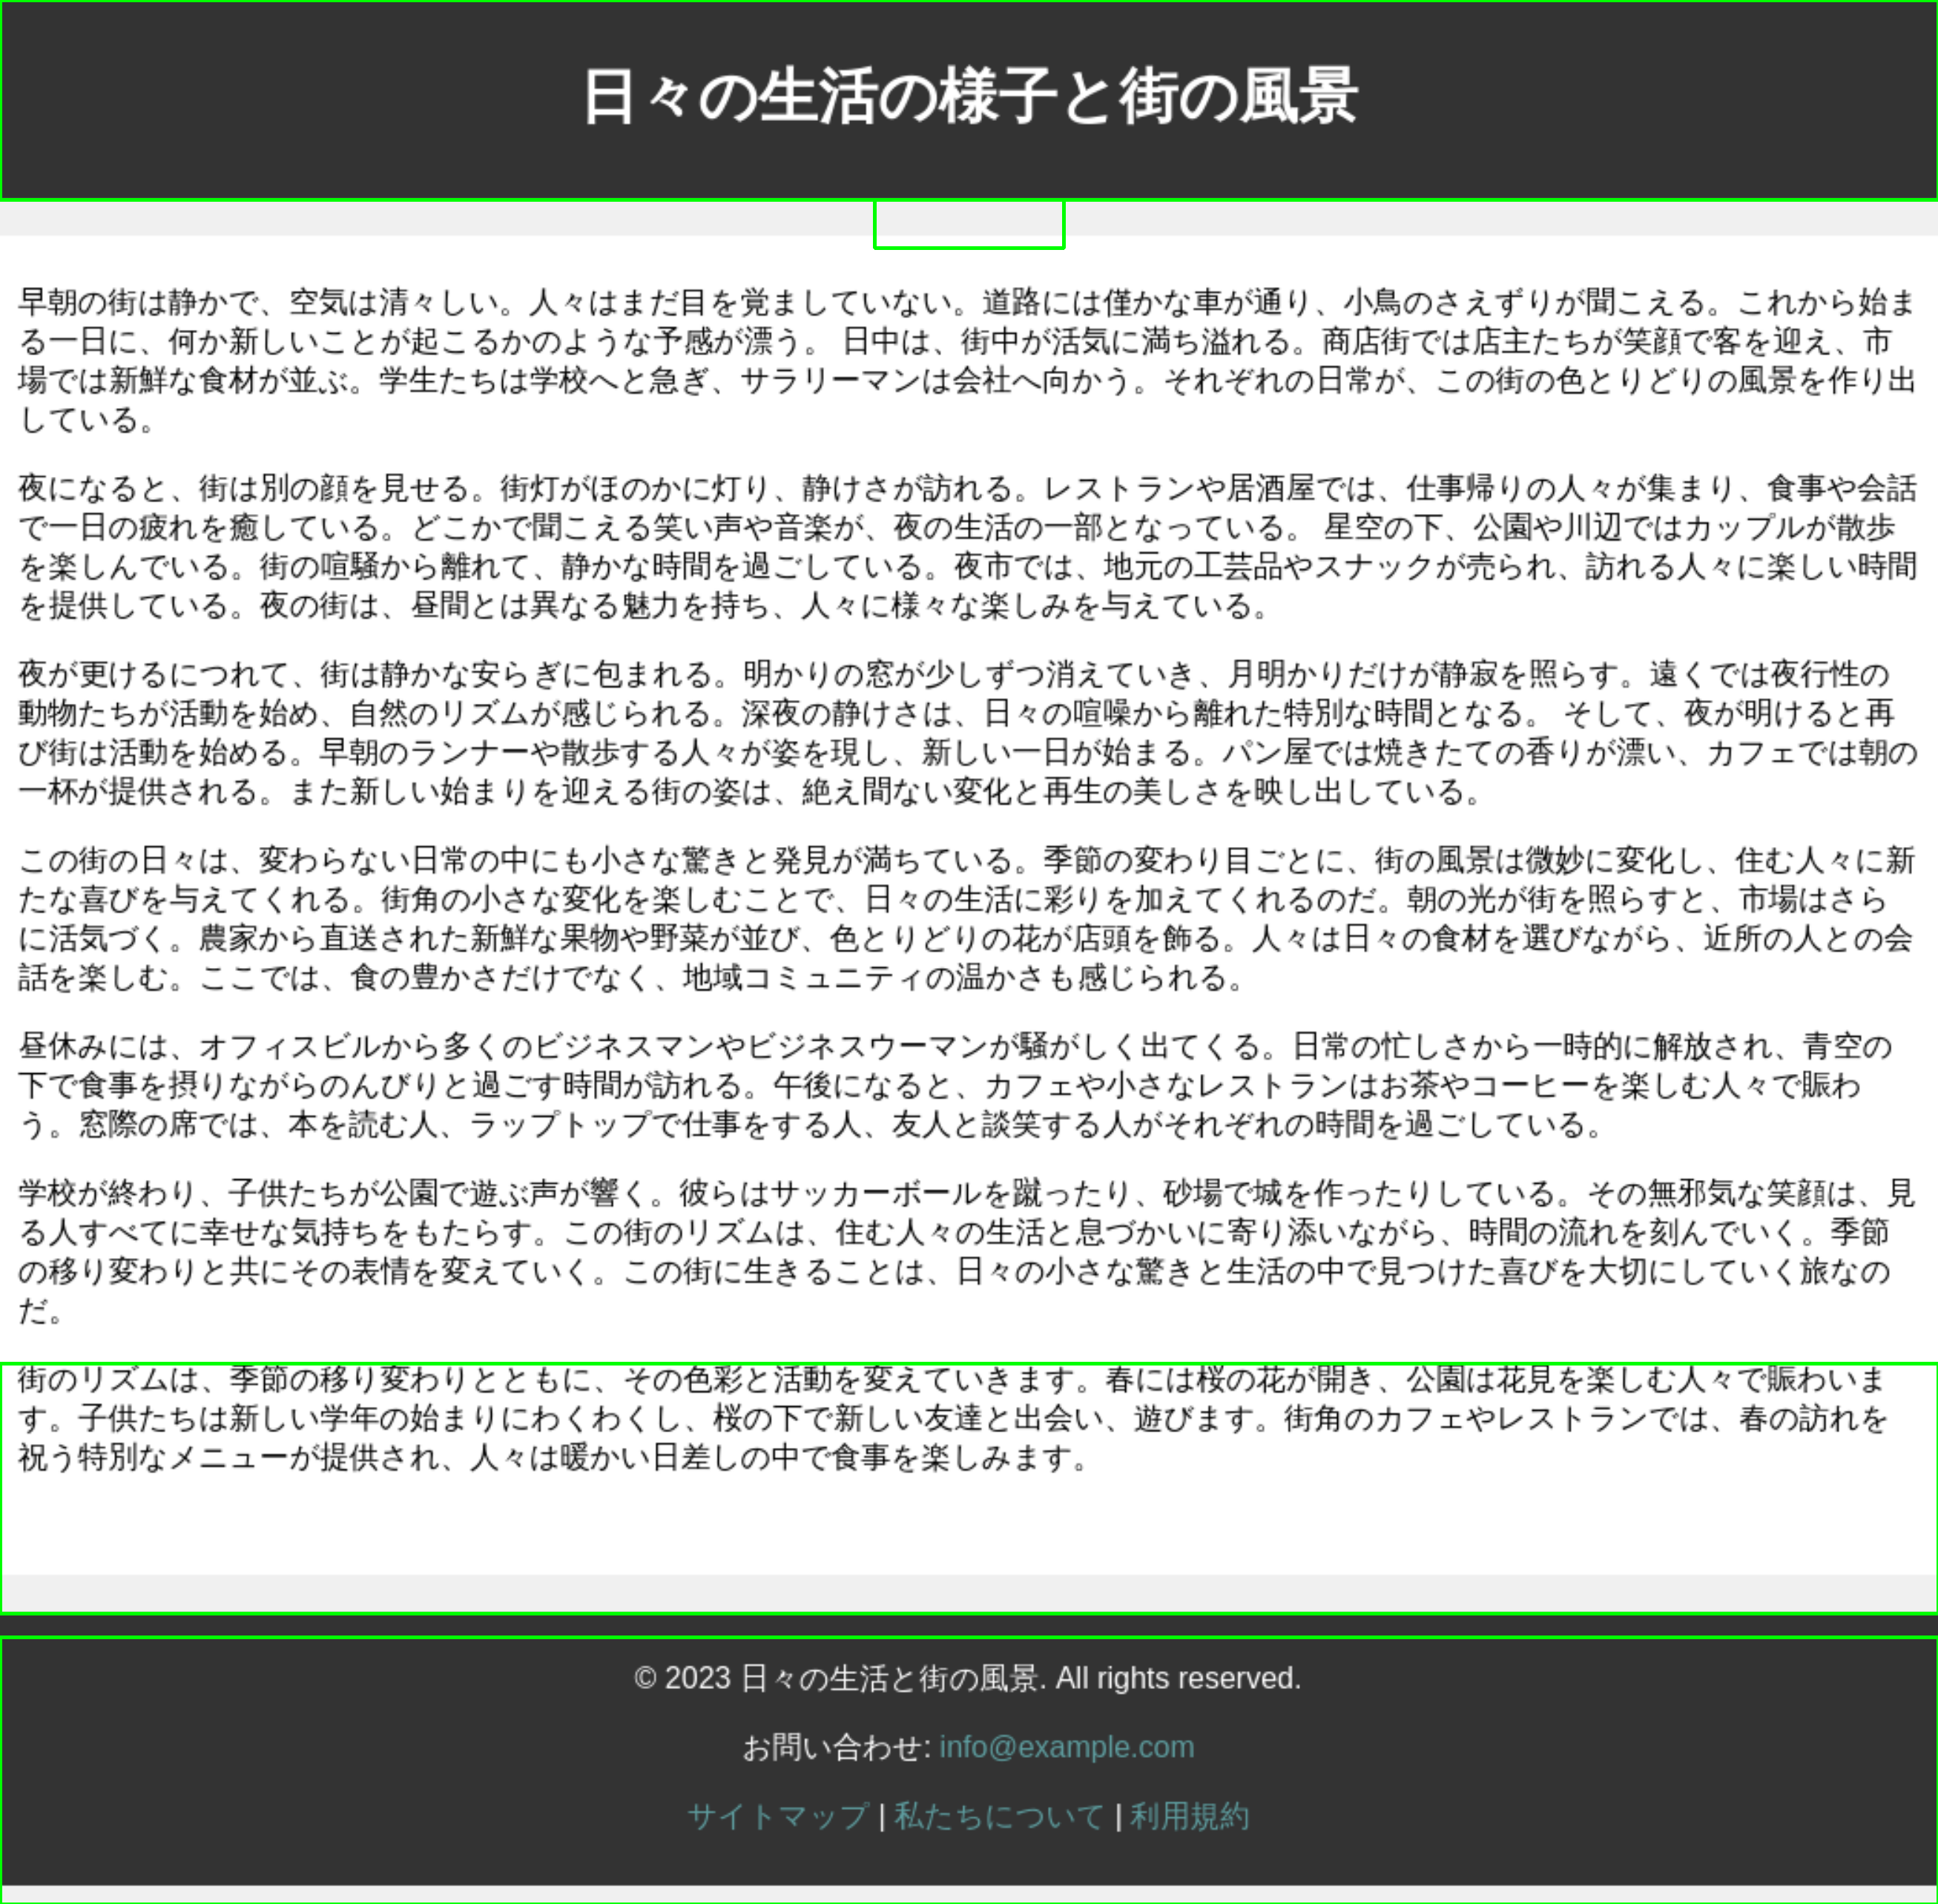 日々の生活の様子と街の風景
早朝の街は静かで、空気は清々しい。人々はまだ目を覚ましていない。道路には僅かな車が通り、小鳥のさえずりが聞こえる。これから始ま
る一日に、何か新しいことが起こるかのような予感が漂う。 日中は、街中が活気に満ち溢れる。商店街では店主たちが笑顔で客を迎え、市
場では新鮮な食材が並ぶ。学生たちは学校へと急ぎ、サラリーマンは会社へ向かう。それぞれの日常が、この街の色とりどりの風景を作り出
している。
夜になると、街は別の顔を見せる。街灯がほのかに灯り、静けさが訪れる。レストランや居酒屋では、仕事帰りの人々が集まり、食事や会話
で一日の疲れを癒している。どこかで聞こえる笑い声や音楽が、夜の生活の一部となっている。 星空の下、公園や川辺ではカップルが散歩
を楽しんでいる。街の喧騒から離れて、静かな時間を過ごしている。夜市では、地元の工芸品やスナックが売られ、訪れる人々に楽しい時間
を提供している。夜の街は、昼間とは異なる魅力を持ち、人々に様々な楽しみを与えている。
夜が更けるにつれて、街は静かな安らぎに包まれる。明かりの窓が少しずつ消えていき、月明かりだけが静寂を照らす。遠くでは夜行性の
動物たちが活動を始め、自然のリズムが感じられる。深夜の静けさは、日々の喧噪から離れた特別な時間となる。 そして、夜が明けると再
び街は活動を始める。早朝のランナーや散歩する人々が姿を現し、新しい一日が始まる。パン屋では焼きたての香りが漂い、カフェでは朝の
一杯が提供される。また新しい始まりを迎える街の姿は、絶え間ない変化と再生の美しさを映し出している。
この街の日々は、変わらない日常の中にも小さな驚きと発見が満ちている。季節の変わり目ごとに、街の風景は微妙に変化し、住む人々に新
たな喜びを与えてくれる。街角の小さな変化を楽しむことで、日々の生活に彩りを加えてくれるのだ。朝の光が街を照らすと、市場はさら
に活気づく。農家から直送された新鮮な果物や野菜が並び、色とりどりの花が店頭を飾る。人々は日々の食材を選びながら、近所の人との会
話を楽しむ。ここでは、食の豊かさだけでなく、地域コミュニティの温かさも感じられる。
昼休みには、オフィスビルから多くのビジネスマンやビジネスウーマンが騒がしく出てくる。日常の忙しさから一時的に解放され、青空の
下で食事を摂りながらのんびりと過ごす時間が訪れる。午後になると、カフェや小さなレストランはお茶やコーヒーを楽しむ人々で賑わ
う。窓際の席では、本を読む人、ラップトップで仕事をする人、友人と談笑する人がそれぞれの時間を過ごしている。
学校が終わり、子供たちが公園で遊ぶ声が響く。彼らはサッカーボールを蹴ったり、砂場で城を作ったりしている。その無邪気な笑顔は、見
る人すべてに幸せな気持ちをもたらす。この街のリズムは、住む人々の生活と息づかいに寄り添いながら、時間の流れを刻んでいく。季節
の移り変わりと共にその表情を変えていく。この街に生きることは、日々の小さな驚きと生活の中で見つけた喜びを大切にしていく旅なの
だ。
街のリズムは、季節の移り変わりとともに、その色彩と活動を変えていきます。春には桜の花が開き、公園は花見を楽しむ人々で賑わいま
す。子供たちは新しい学年の始まりにわくわくし、桜の下で新しい友達と出会い、遊びます。街角のカフェやレストランでは、春の訪れを
祝う特別なメニューが提供され、人々は暖かい日差しの中で食事を楽しみます。
© 2023 日々の生活と街の風景. All rights reserved.
お問い合わせ: info@example.com
サイトマップ | 私たちについて | 利用規約